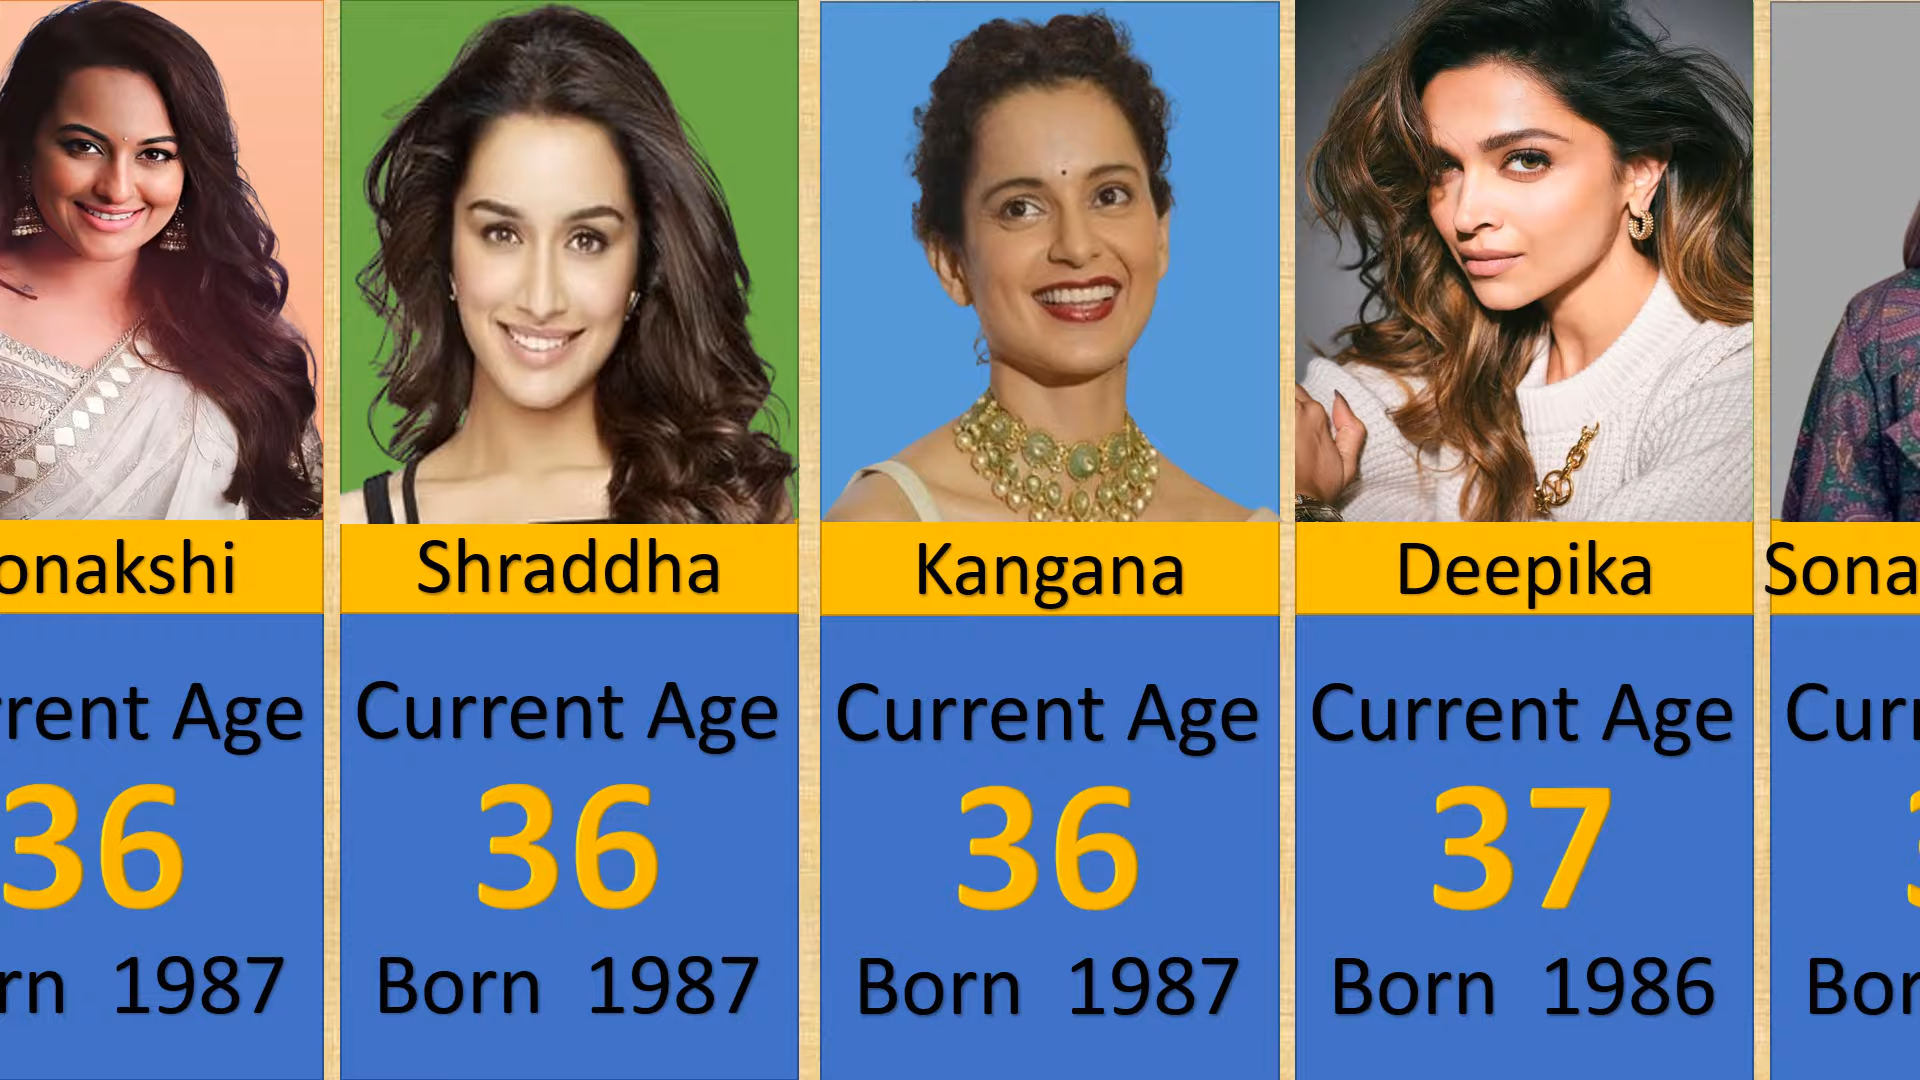 onakshi
rent Age
36
rn 1987
Shraddha
Current Age
36
Born 1987
Kangana
Current Age
36
Born 1987
Deepika
Current Age
37
Born 1986
Sona
Curr
Bor